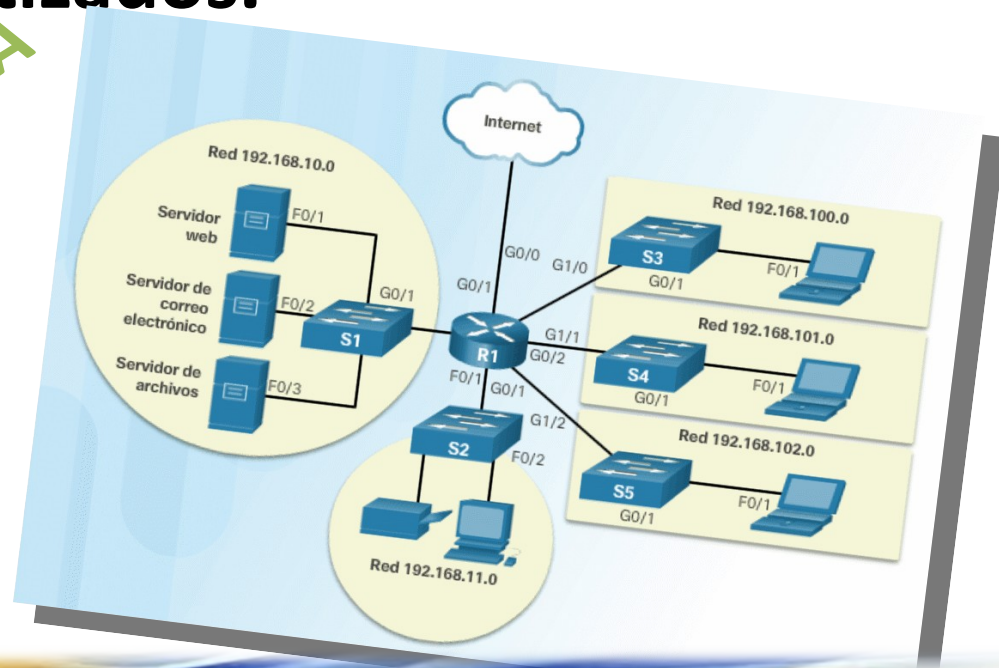 Internet
Red 192.168.10.0
Servidor
web
F0/1
Servidor de
correo
electrónico
F0/2
Servidor de
archivos
F0/3
G0/1
S1
G0/0
G0/1
G1/0
R1
G1/1
G0/2
F0/1
G0/1
G1/2
S2
F0/2
Red 192.168.11.0
Red 192.168.100.0
S3
G0/1
F0/1
Red 192.168.101.0
S4
G0/1
F0/1
Red 192.168.102.0
S5
G0/1
F0/1